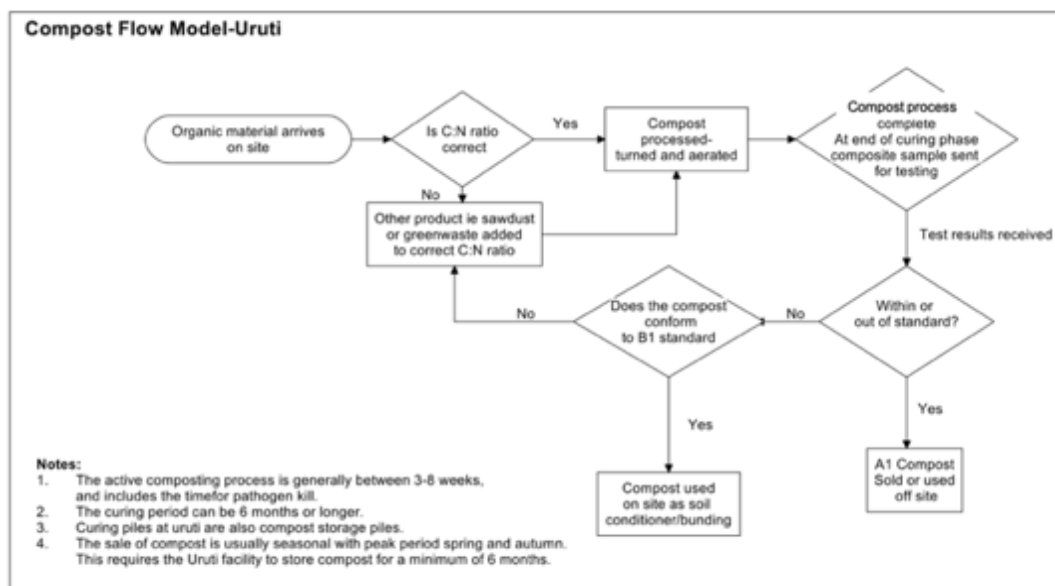 Compost Flow Model-Uruti
Organic material arrives
on site
Is C:N ratio
correct
Yes
Compost
processed-
turned and aerated
Compost process
complete
At end of curing phase
composite sample sent
for testing
No
Other product ie sawdust
or greenwaste added
to correct C:N ratio
Test results received
Within or
out of standard?
No
Does the compost
conform
to B1 standard
No
Yes
Yes
Compost used
on site as soil
conditioner/bunding
A1 Compost
Sold or used
off site
Notes:
1. The active composting process is generally between 3-8 weeks,
and includes the timefor pathogen kill.
2. The curing period can be 6 months or longer.
3. Curing piles at uruti are also compost storage piles.
4. The sale of compost is usually seasonal with peak period spring and autumn.
This requires the Uruti facility to store compost for a minimum of 6 months.